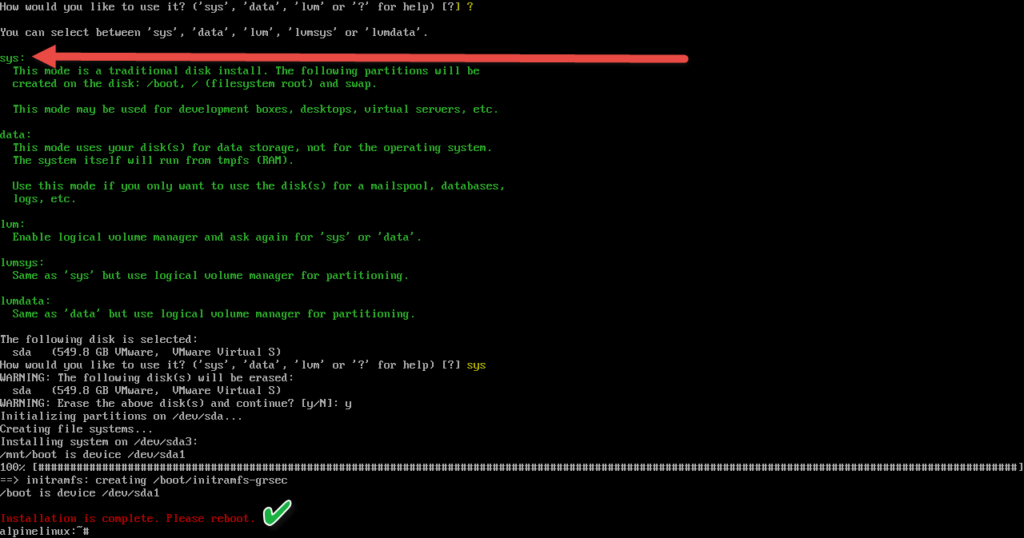 How would you like to use it? ('sys', 'data', 'lvm' or '?' for help) [?] ?
You can select between 'sys', 'data', 'lvm', 'lvmsys' or 'lvmdata'.
sys:
This mode is a traditional disk install. The following partitions will be
created on the disk: /boot, / (filesystem root) and swap.
This mode may be used for development boxes, desktops, virtual servers, etc.
data:
This mode uses your disk(s) for data storage, not for the operating system.
The system itself will run from tmpfs (RAM).
Use this mode if you only want to use the disk(s) for a mailspool, databases,
logs, etc.
lvm:
Enable logical volume manager and ask again for 'sys' or 'data'.
lvmsys:
Same as 'sys' but use logical volume manager for partitioning.
lvmdata:
Same as 'data' but use logical volume manager for partitioning.
The following disk is selected:
sda (549.8 GB VMware, VMware Virtual S)
How would you like to use it? ('sys', 'data', 'lvm' or '?' for help) [?] sys
WARNING: The following disk(s) will be erased:
sda (549.8 GB VMware, VMware Virtual S)
WARNING: Erase the above disk(s) and continue? [y/N]: y
Initializing partitions on /dev/sda...
Creating file systems...
Installing system on /dev/sda3:
/mnt/boot is device /dev/sda1
100% [########################################################################################################################################################]
==> initramfs: creating /boot/initramfs-grsec
/boot is device /dev/sda1
Installation is complete. Please reboot.
alpinelinux:~#